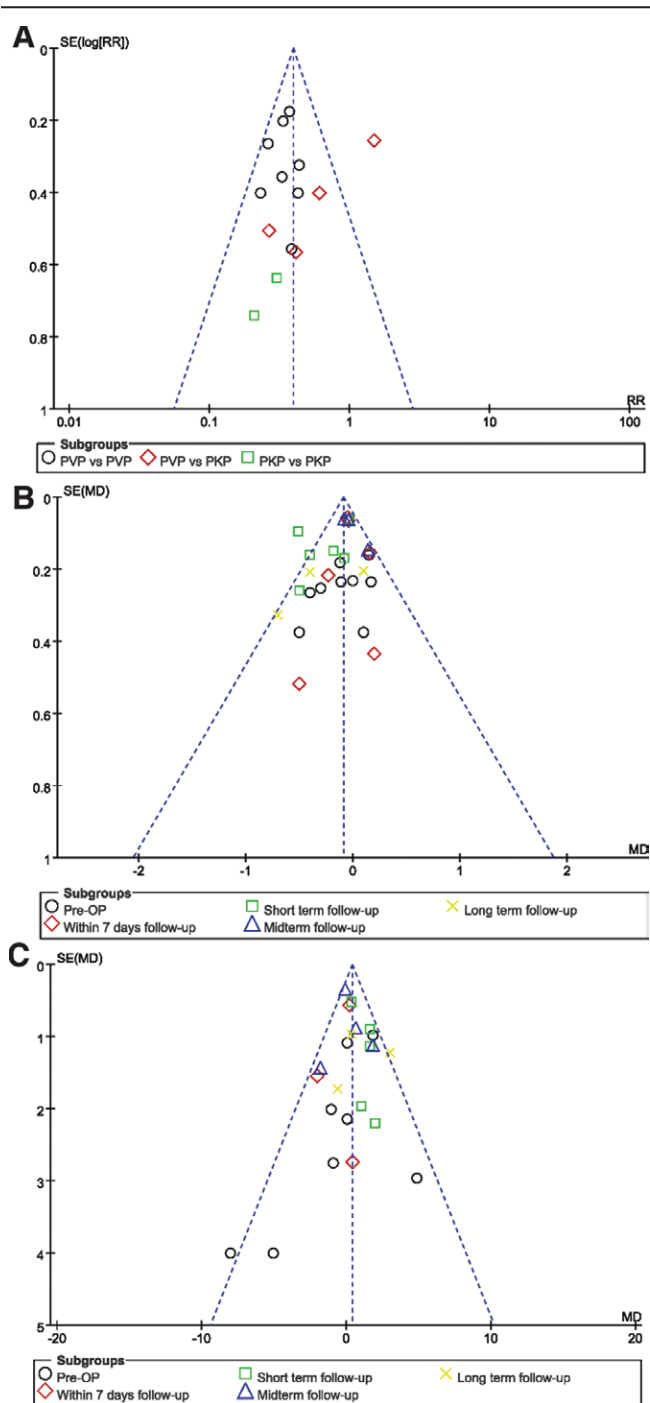 A
SE(log[RR])
0
0.2
0.4
0.6
0.8
1
RR
0.01 0.1 1 10 100
Subgroups
PVP vs PVP PVP vs PKP PKP vs PKP
B
SE(MD)
0
0.2
0.4
0.6
0.8
1
MD
-2 -1 0 1 2
Subgroups
Pre-OP Short term follow-up Long term follow-up
Within 7 days follow-up Midterm follow-up
C
SE(MD)
0
1
2
3
4
5
MD
-20 -10 0 10 20
Subgroups
Pre-OP Short term follow-up Long term follow-up
Within 7 days follow-up Midterm follow-up